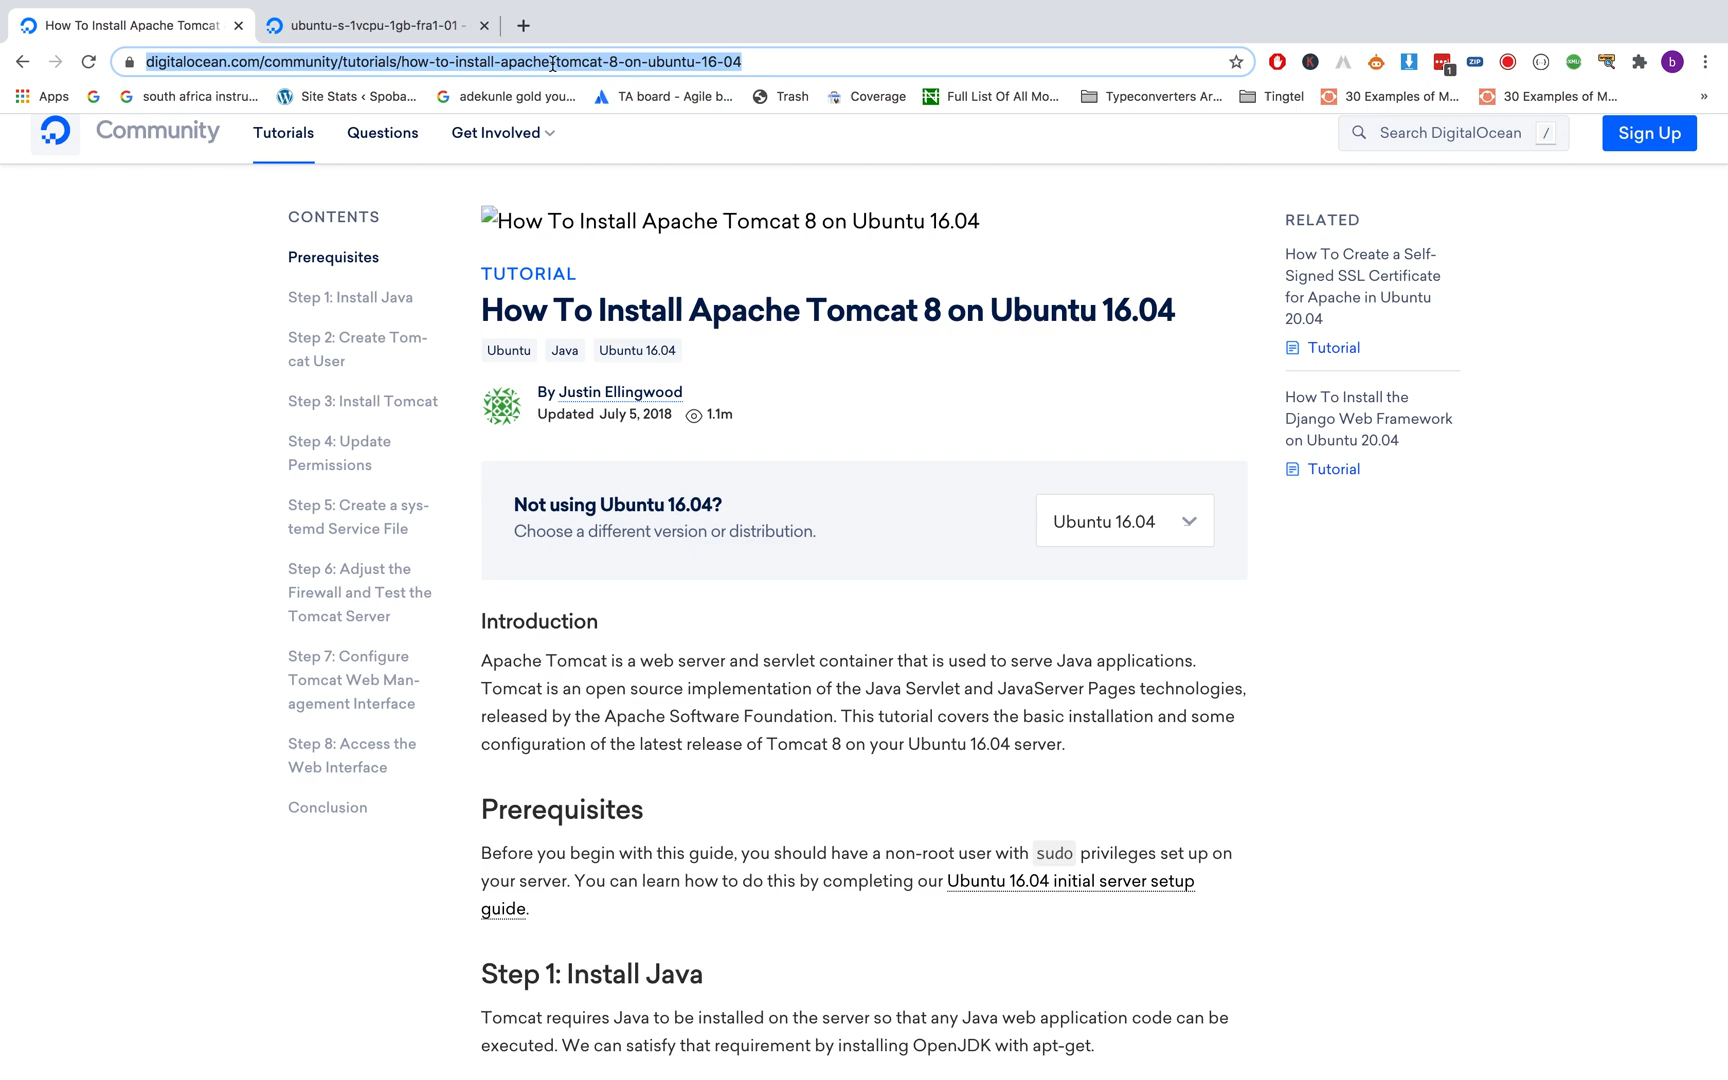 How To Install Apache Tomcat
ubuntu-s-1vcpu-1gb-fra1-01 -
digitalocean.com/community/tutorials/how-to-install-apache-tomcat-8-on-ubuntu-16-04
Apps
south africa instru...
Site Stats ‹ Spoba...
adekunle gold you...
TA board - Agile b...
Trash
Coverage
Full List Of All Mo...
Typeconverters Ar...
Tingtel
30 Examples of M...
30 Examples of M...
»
Community
Tutorials
Questions
Get Involved
Search DigitalOcean
/
Sign Up
CONTENTS
Prerequisites
Step 1: Install Java
Step 2: Create Tom-
cat User
Step 3: Install Tomcat
Step 4: Update
Permissions
Step 5: Create a sys-
temd Service File
Step 6: Adjust the
Firewall and Test the
Tomcat Server
Step 7: Configure
Tomcat Web Man-
agement Interface
Step 8: Access the
Web Interface
Conclusion
How To Install Apache Tomcat 8 on Ubuntu 16.04
TUTORIAL
How To Install Apache Tomcat 8 on Ubuntu 16.04
Ubuntu
Java
Ubuntu 16.04
By Justin Ellingwood
Updated July 5, 2018 1.1m
Not using Ubuntu 16.04?
Choose a different version or distribution.
Ubuntu 16.04
Introduction
Apache Tomcat is a web server and servlet container that is used to serve Java applications.
Tomcat is an open source implementation of the Java Servlet and JavaServer Pages technologies,
released by the Apache Software Foundation. This tutorial covers the basic installation and some
configuration of the latest release of Tomcat 8 on your Ubuntu 16.04 server.
Prerequisites
Before you begin with this guide, you should have a non-root user with sudo privileges set up on
your server. You can learn how to do this by completing our Ubuntu 16.04 initial server setup
guide.
Step 1: Install Java
Tomcat requires Java to be installed on the server so that any Java web application code can be
executed. We can satisfy that requirement by installing OpenJDK with apt-get.
RELATED
How To Create a Self-
Signed SSL Certificate
for Apache in Ubuntu
20.04
Tutorial
How To Install the
Django Web Framework
on Ubuntu 20.04
Tutorial